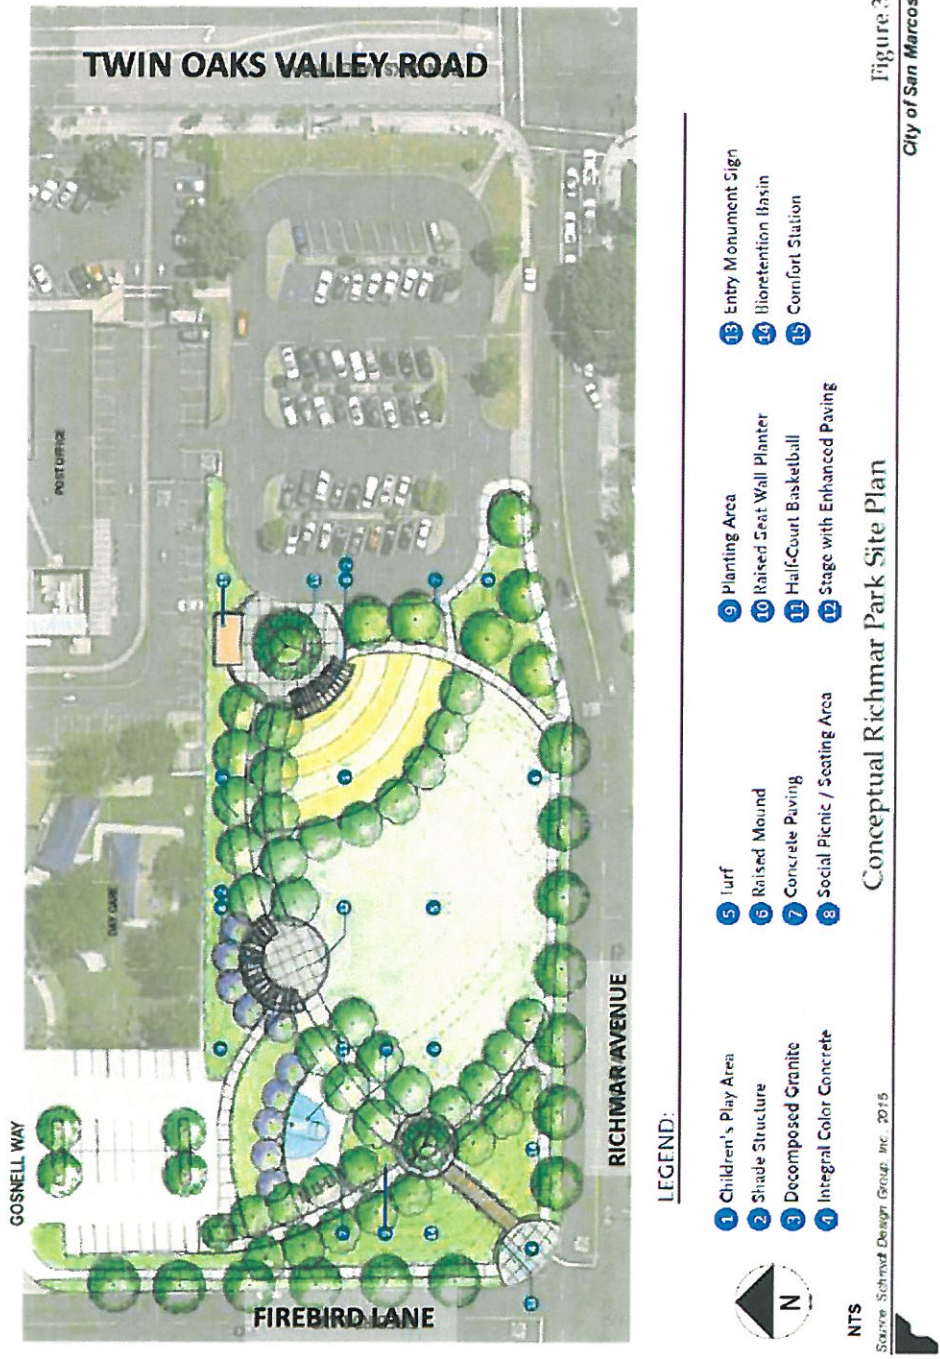 TWIN OAKS VALLEY ROAD
POST OFFICE
DAY CARE
GOSNELL WAY
RICHMAR AVENUE
FIREBIRD LANE
LEGEND:
1 Children's Play Area
2 Shade Structure
3 Decomposed Granite
4 Integral Color Concrete
5 Turf
6 Raised Mound
7 Concrete Paving
8 Social Picnic / Seating Area
9 Planting Area
10 Raised Seat Wall Planter
11 Half-Court Basketball
12 Stage with Enhanced Paving
13 Entry Monument Sign
14 Bioretention Basin
15 Comfort Station
N
NTS
Source: Schmidt Design Group, Inc. 2015
Conceptual Richmar Park Site Plan
Figure 3
City of San Marcos